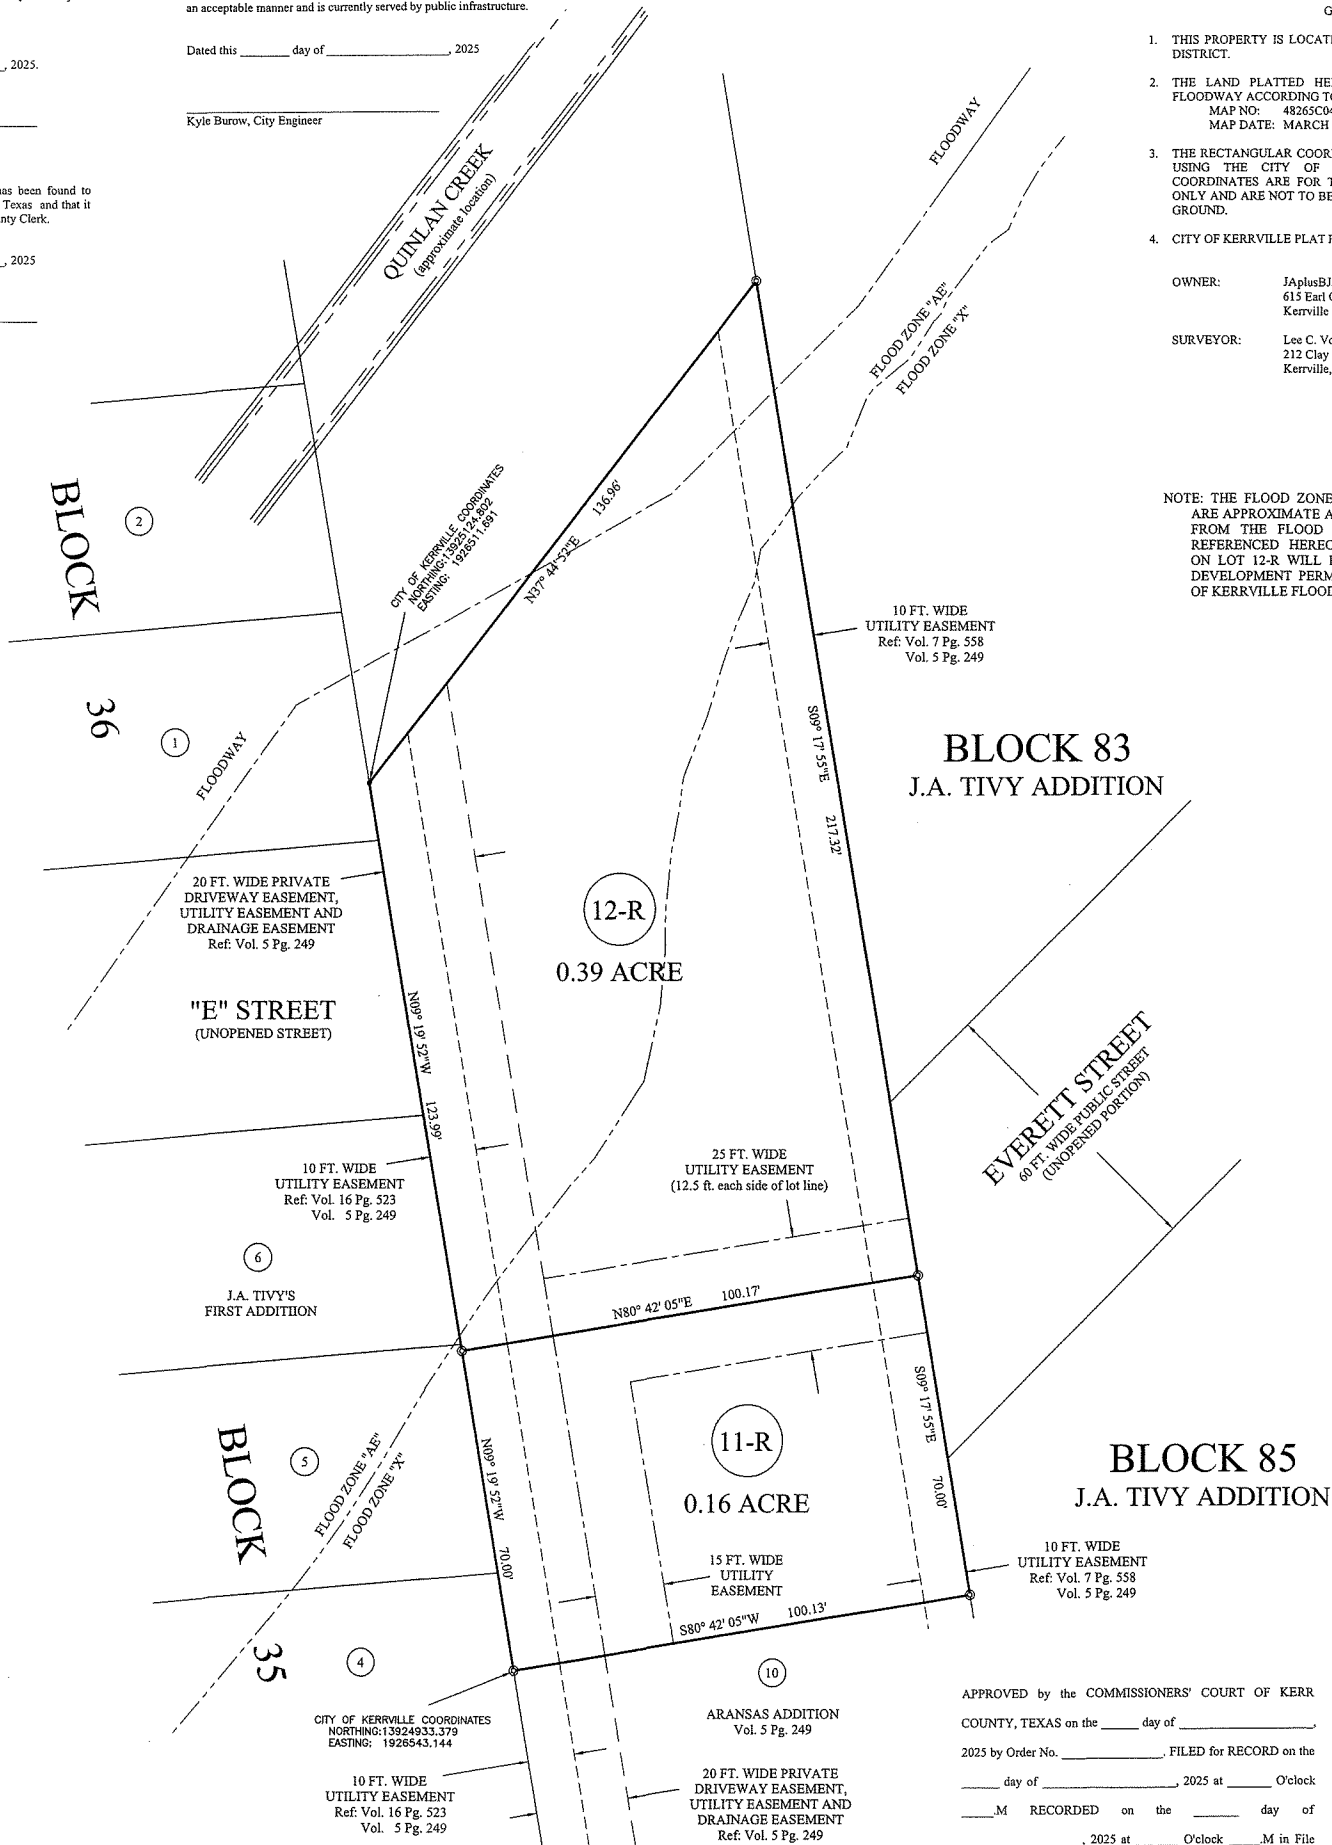 an acceptable manner and is currently served by public infrastructure.
Dated this _______ day of _________________, 2025
Kyle Burow, City Engineer
, 2025.
has been found to
Texas and that it
nty Clerk.
, 2025
G
1. THIS PROPERTY IS LOCATE
DISTRICT.
2. THE LAND PLATTED HE
FLOODWAY ACCORDING TO
MAP NO: 48265C04
MAP DATE: MARCH
3. THE RECTANGULAR COOR
USING THE CITY OF
COORDINATES ARE FOR T
ONLY AND ARE NOT TO BE
GROUND.
4. CITY OF KERRVILLE PLAT F
OWNER: JAplusBJ
615 Earl G
Kerrville
SURVEYOR: Lee C. Vo
212 Clay
Kerrville,
NOTE: THE FLOOD ZONE
ARE APPROXIMATE A
FROM THE FLOOD
REFERENCED HEREO
ON LOT 12-R WILL
DEVELOPMENT PERM
OF KERRVILLE FLOOD
QUINLAN CREEK
(approximate location)
FLOODWAY
FLOOD ZONE "AE"
FLOOD ZONE "X"
CITY OF KERRVILLE COORDINATES
NORTHING:13925124.802
EASTING: 1926511.691
N37° 44' 52"E 136.96'
BLOCK 36
2
1
FLOODWAY
10 FT. WIDE
UTILITY EASEMENT
Ref: Vol. 7 Pg. 558
Vol. 5 Pg. 249
S09° 17' 55"E 217.32'
BLOCK 83
J.A. TIVY ADDITION
20 FT. WIDE PRIVATE
DRIVEWAY EASEMENT,
UTILITY EASEMENT AND
DRAINAGE EASEMENT
Ref: Vol. 5 Pg. 249
12-R
0.39 ACRE
"E" STREET
(UNOPENED STREET)
N09° 19' 52"W 123.99'
EVERETT STREET
60 FT. WIDE PUBLIC STREET
(UNOPENED PORTION)
10 FT. WIDE
UTILITY EASEMENT
Ref: Vol. 16 Pg. 523
Vol. 5 Pg. 249
25 FT. WIDE
UTILITY EASEMENT
(12.5 ft. each side of lot line)
6
J.A. TIVY'S
FIRST ADDITION
N80° 42' 05"E 100.17'
S09° 17' 55"E 70.00'
BLOCK 35
5
4
FLOOD ZONE "AE"
FLOOD ZONE "X"
N09° 19' 52"W 70.00'
11-R
0.16 ACRE
15 FT. WIDE
UTILITY
EASEMENT
BLOCK 85
J.A. TIVY ADDITION
10 FT. WIDE
UTILITY EASEMENT
Ref: Vol. 7 Pg. 558
Vol. 5 Pg. 249
S80° 42' 05"W 100.13'
10
ARANSAS ADDITION
Vol. 5 Pg. 249
CITY OF KERRVILLE COORDINATES
NORTHING:13924933.379
EASTING: 1926543.144
10 FT. WIDE
UTILITY EASEMENT
Ref: Vol. 16 Pg. 523
Vol. 5 Pg. 249
20 FT. WIDE PRIVATE
DRIVEWAY EASEMENT,
UTILITY EASEMENT AND
DRAINAGE EASEMENT
Ref: Vol. 5 Pg. 249
APPROVED by the COMMISSIONERS' COURT OF KERR
COUNTY, TEXAS on the _____ day of _________________,
2025 by Order No. _____________, FILED for RECORD on the
_____ day of _________________, 2025 at ______ O'clock
____.M RECORDED on the ______ day of
, 2025 at ______ O'clock ____.M in File